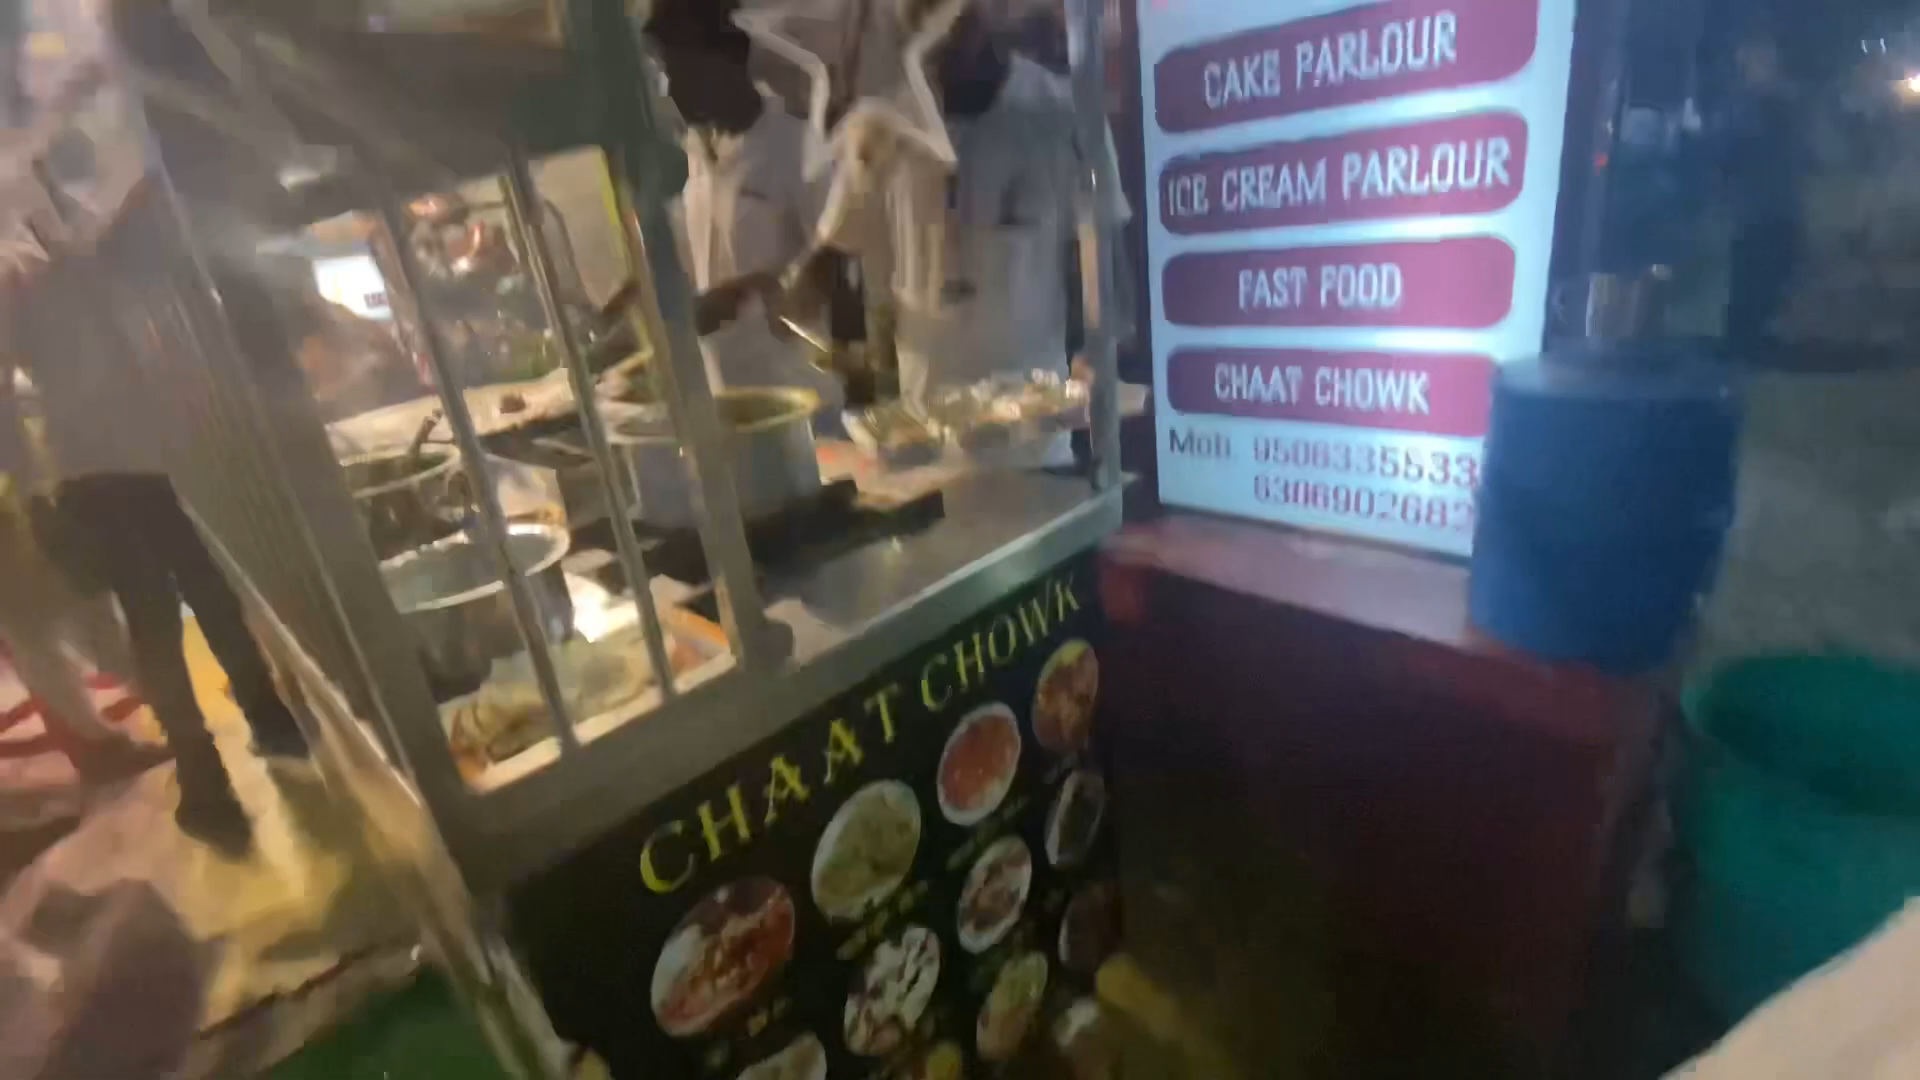 CAKE PARLOUR
ICE CREAM PARLOUR
FAST FOOD
CHAAT CHOWK
Mob.
CHAAT CHOWK